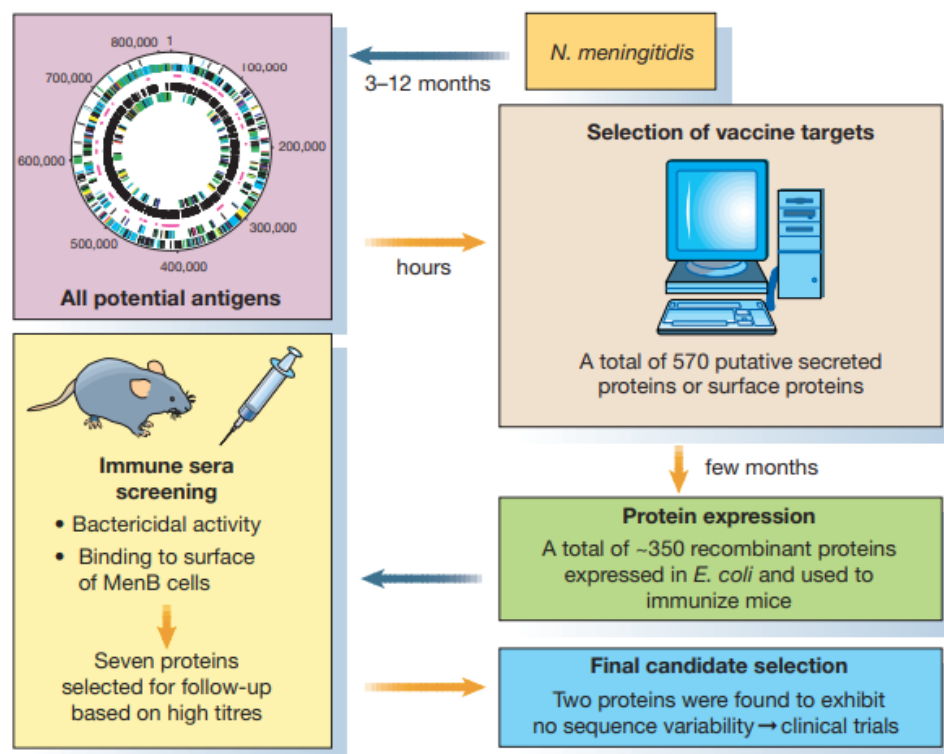 N. meningitidis
3–12 months
800,000
1
100,000
700,000
200,000
600,000
300,000
500,000
400,000
All potential antigens
hours
Selection of vaccine targets
A total of 570 putative secreted
proteins or surface proteins
few months
Protein expression
A total of ~350 recombinant proteins
expressed in E. coli and used to
immunize mice
Immune sera
screening
• Bactericidal activity
• Binding to surface
of MenB cells
Seven proteins
selected for follow-up
based on high titres
Final candidate selection
Two proteins were found to exhibit
no sequence variability → clinical trials